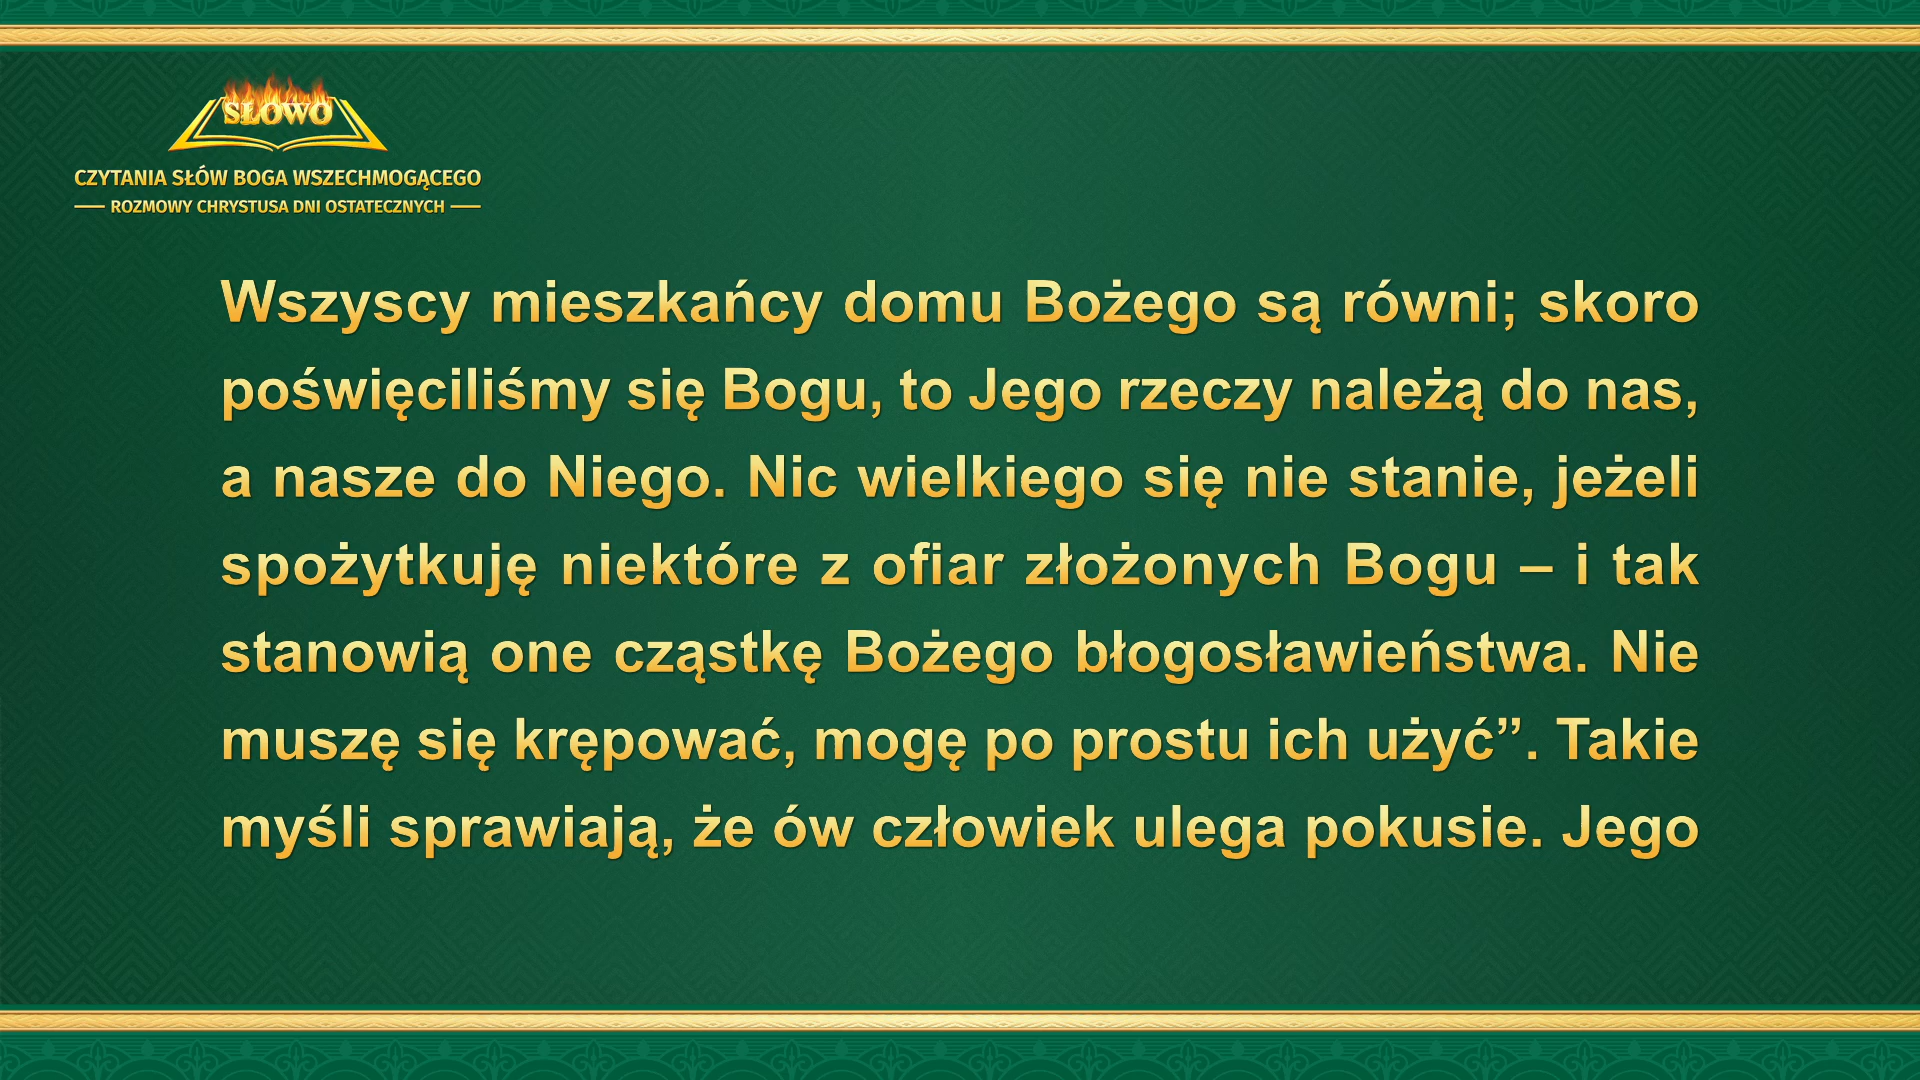 SŁOWO
CZYTANIA SŁÓW BOGA WSZECHMOGĄCEGO
ROZMOWY CHRYSTUSA DNI OSTATECZNYCH
Wszyscy mieszkańcy domu Bożego są równi; skoro
poświęciliśmy się Bogu, to Jego rzeczy należą do nas,
a nasze do Niego. Nic wielkiego się nie stanie, jeżeli
spożytkuję niektóre z ofiar złożonych Bogu – i tak
stanowią one cząstkę Bożego błogosławieństwa. Nie
muszę się krępować, mogę po prostu ich użyć”. Takie
myśli sprawiają, że ów człowiek ulega pokusie. Jego